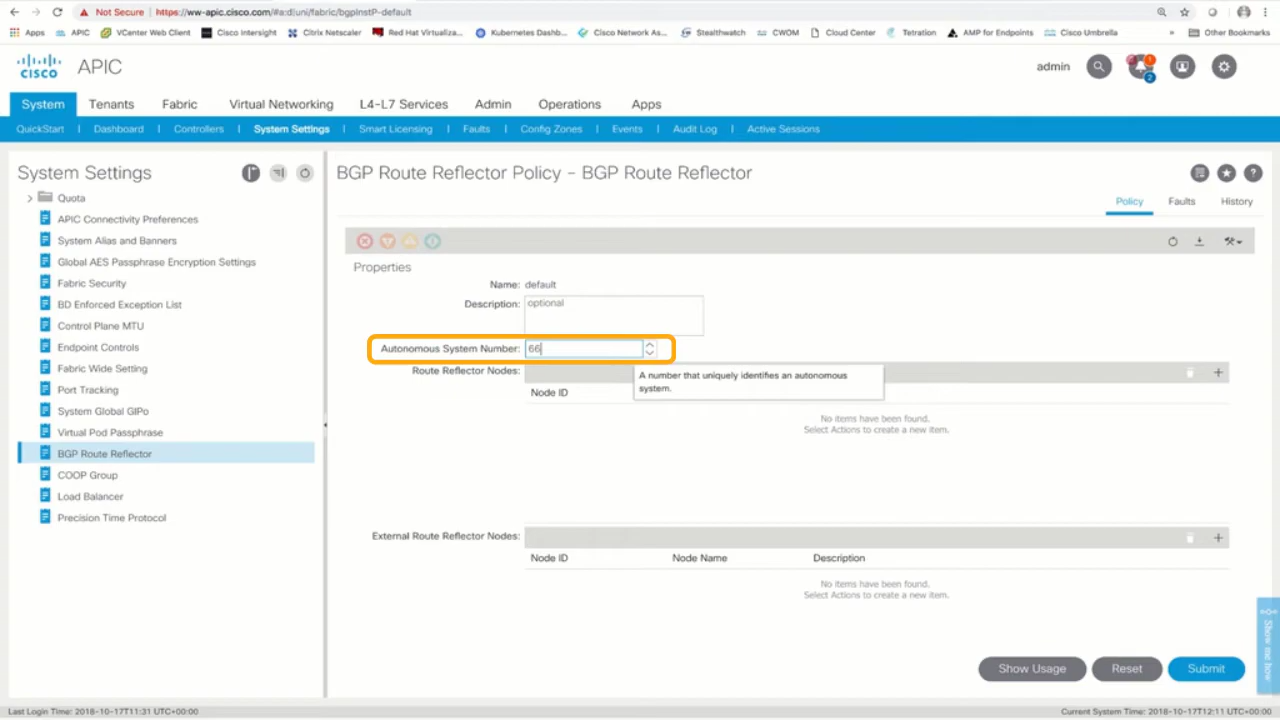 Not Secure | https://ww-apic.cisco.com/#a:d|uni/fabric/bgpInstP-default
Apps APIC VCenter Web Client Cisco Intersight Citrix Netscaler Red Hat Virtualiza... Kubernetes Dashb... Cisco Network As... Stealthwatch CWOM Cloud Center Tetration AMP for Endpoints Cisco Umbrella » Other Bookmarks
CISCO APIC
admin 1 2
System Tenants Fabric Virtual Networking L4-L7 Services Admin Operations Apps
QuickStart | Dashboard | Controllers | System Settings | Smart Licensing | Faults | Config Zones | Events | Audit Log | Active Sessions
System Settings
Quota
APIC Connectivity Preferences
System Alias and Banners
Global AES Passphrase Encryption Settings
Fabric Security
BD Enforced Exception List
Control Plane MTU
Endpoint Controls
Fabric Wide Setting
Port Tracking
System Global GIPo
Virtual Pod Passphrase
BGP Route Reflector
COOP Group
Load Balancer
Precision Time Protocol
BGP Route Reflector Policy - BGP Route Reflector
Policy Faults History
Properties
Name: default
Description: optional
Autonomous System Number: 66
Route Reflector Nodes:
A number that uniquely identifies an autonomous
system.
Node ID
No items have been found.
Select Actions to create a new item.
External Route Reflector Nodes:
Node ID Node Name Description
No items have been found.
Select Actions to create a new item.
Show me how
Show Usage Reset Submit
Last Login Time: 2018-10-17T11:31 UTC+00:00 Current System Time: 2018-10-17T12:11 UTC+00:00